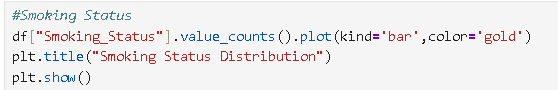 #Smoking Status
df["Smoking_Status"].value_counts().plot(kind='bar',color='gold')
plt.title("Smoking Status Distribution")
plt.show()